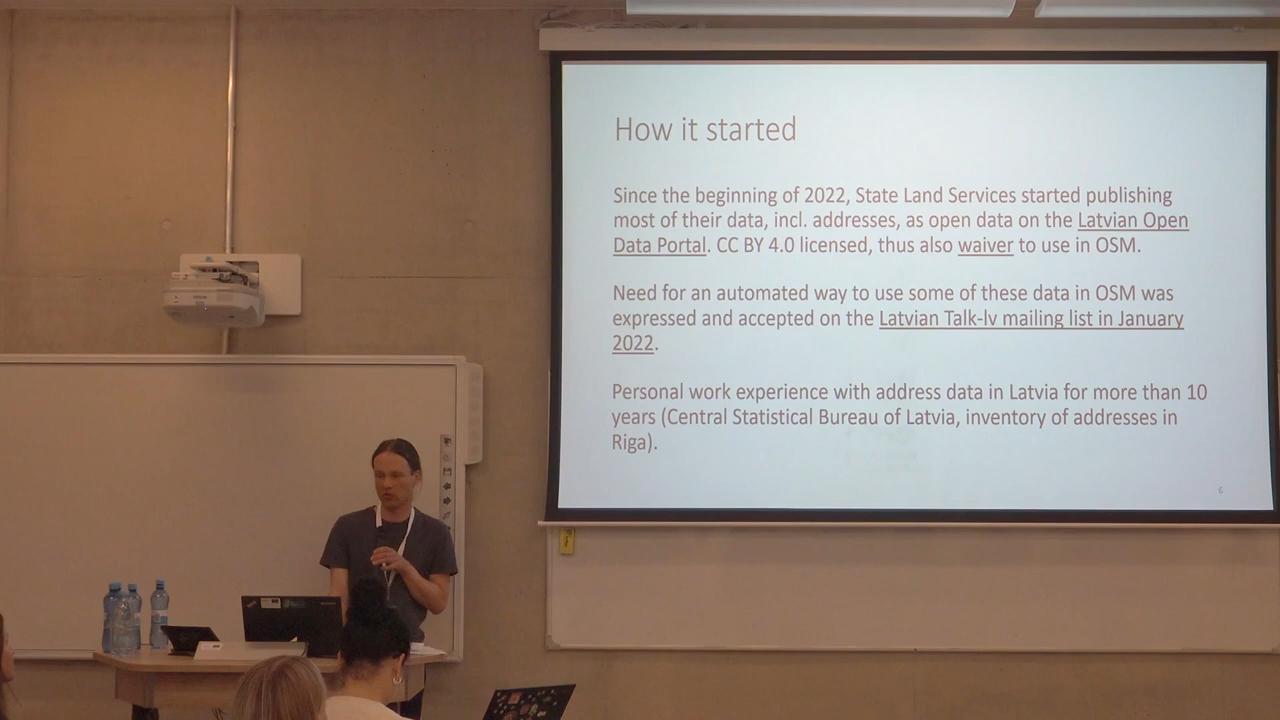 How it started
Since the beginning of 2022, State Land Services started publishing
most of their data, incl. addresses, as open data on the Latvian Open
Data Portal. CC BY 4.0 licensed, thus also waiver to use in OSM.
Need for an automated way to use some of these data in OSM was
expressed and accepted on the Latvian Talk-lv mailing list in January
2022.
Personal work experience with address data in Latvia for more than 10
years (Central Statistical Bureau of Latvia, inventory of addresses in
Riga).
6